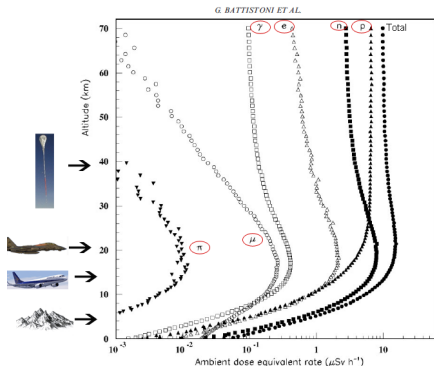 G. BATTISTONI ET AL.
γ e n p Total
Altitude (km)
70
60
50
40
30
20
10
0
π μ
10⁻³ 10⁻² 10⁻¹ 1 10
Ambient dose equivalent rate (μSv h⁻¹)